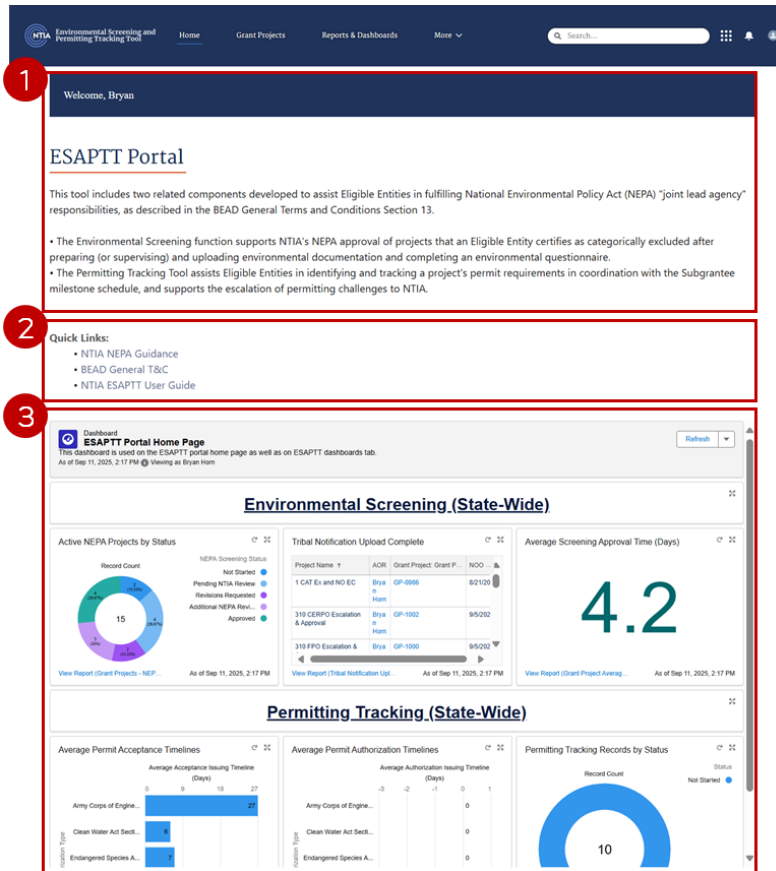 NTIA Environmental Screening and
Permitting Tracking Tool
Home Grant Projects Reports & Dashboards More Search...
1
Welcome, Bryan
ESAPTT Portal
This tool includes two related components developed to assist Eligible Entities in fulfilling National Environmental Policy Act (NEPA) "joint lead agency"
responsibilities, as described in the BEAD General Terms and Conditions Section 13.
• The Environmental Screening function supports NTIA's NEPA approval of projects that an Eligible Entity certifies as categorically excluded after
preparing (or supervising) and uploading environmental documentation and completing an environmental questionnaire.
• The Permitting Tracking Tool assists Eligible Entities in identifying and tracking a project's permit requirements in coordination with the Subgrantee
milestone schedule, and supports the escalation of permitting challenges to NTIA.
2
Quick Links:
• NTIA NEPA Guidance
• BEAD General T&C
• NTIA ESAPTT User Guide
3
Dashboard
ESAPTT Portal Home Page
This dashboard is used on the ESAPTT portal home page as well as on ESAPTT dashboards tab.
As of Sep 11, 2025, 2:17 PM Viewing as Bryan Horn
Refresh
Environmental Screening (State-Wide)
Active NEPA Projects by Status
Record Count
NEPA Screening Status
Not Started
Pending NTIA Review
Revisions Requested
Additional NEPA Revi...
Approved
15
View Report (Grant Projects - NEP... As of Sep 11, 2025, 2:17 PM
Tribal Notification Upload Complete
Project Name ↑ AOR Grant Project: Grant P... NOO ...
1 CAT Ex and NO EC Brya
n
Horn GP-0986 8/21/20
310 CERPO Escalation
& Approval Brya
n
Horn GP-1002 9/5/202
310 FPO Escalation & Brya
n GP-1000 9/5/202
View Report (Tribal Notification Upl... As of Sep 11, 2025, 2:17 PM
Average Screening Approval Time (Days)
4.2
View Report (Grant Project Averag... As of Sep 11, 2025, 2:17 PM
Permitting Tracking (State-Wide)
Average Permit Acceptance Timelines
Average Acceptance Issuing Timeline
(Days)
0 9 18 27
Army Corps of Engine... 27
Clean Water Act Secti... 6
Endangered Species A... 7
Average Permit Authorization Timelines
Average Authorization Issuing Timeline
(Days)
-3 -2 -1 0 1
Army Corps of Engine... 0
Clean Water Act Secti... 0
Endangered Species A... 0
Permitting Tracking Records by Status
Record Count
Status
Not Started
10